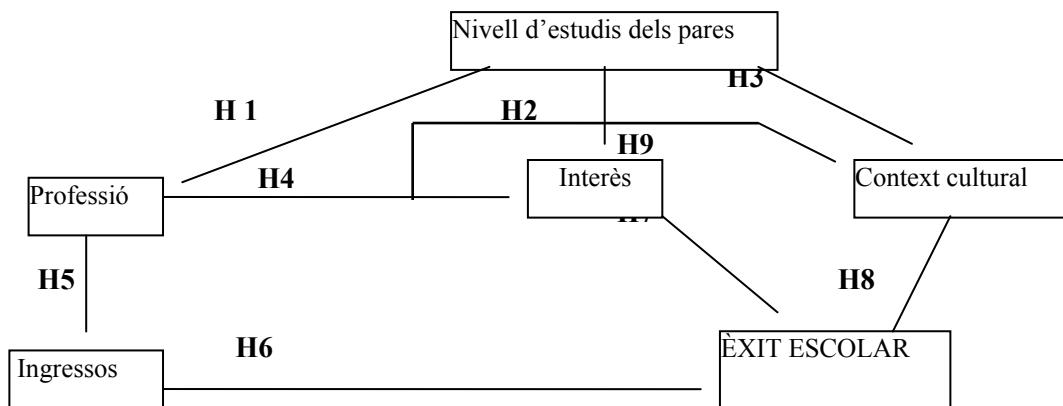 Nivell d’estudis dels pares
H3
H 1
H2
H9
H4
Interès
Context cultural
Professió
H7
H5
H8
H6
ÈXIT ESCOLAR
Ingressos